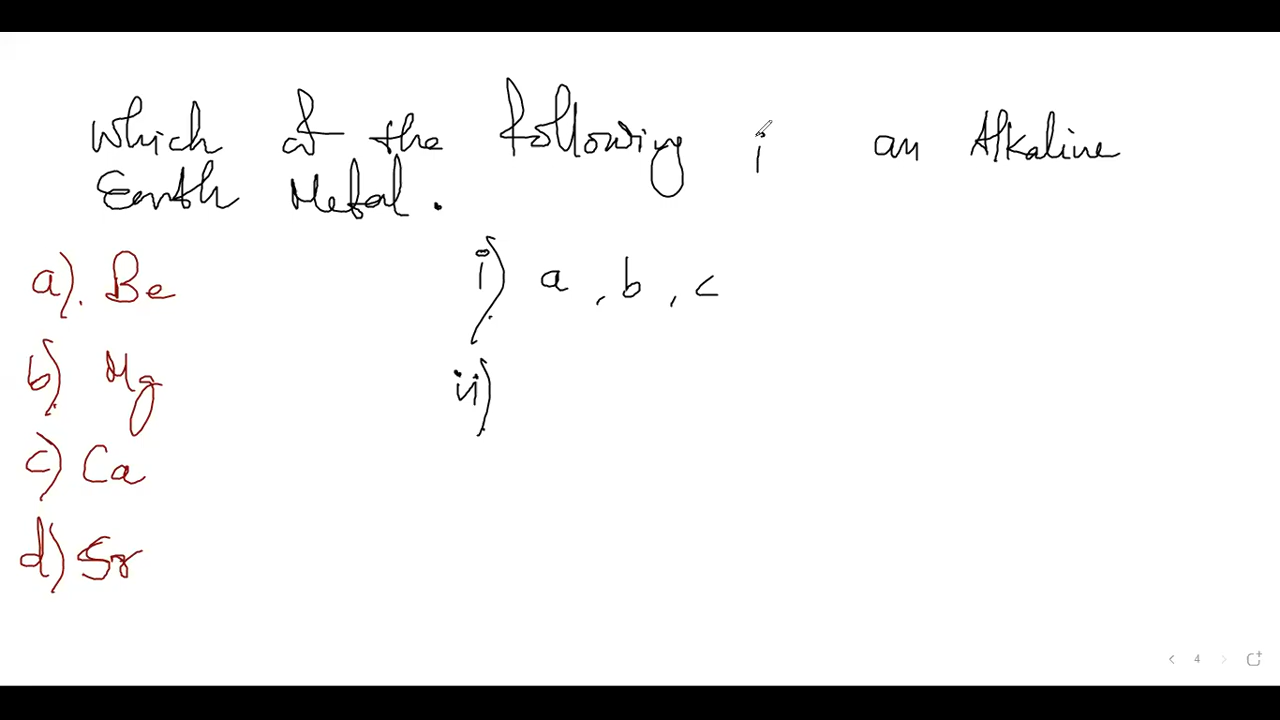 Which of the following i an Alkaline
Earth Metal.
a). Be
b) Mg
c) Ca
d) Sr
i) a, b, c
ii)
4